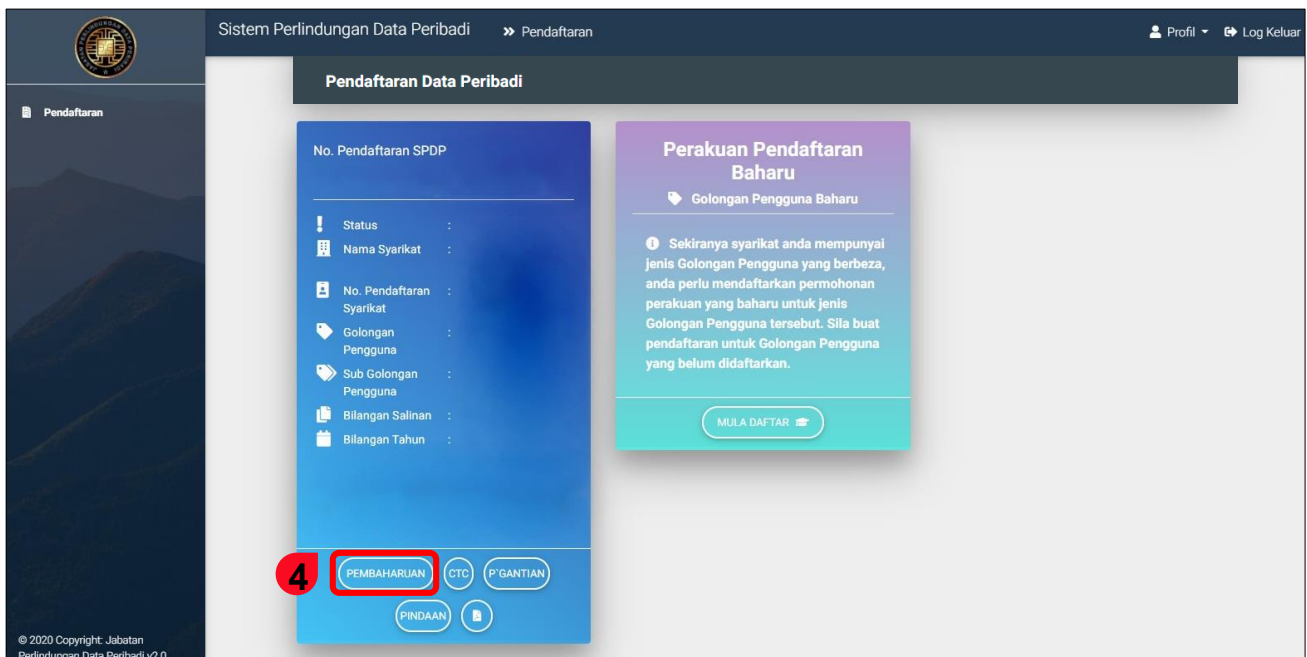 Sistem Perlindungan Data Peribadi
Pendaftaran
Profil
Log Keluar
Pendaftaran
Pendaftaran Data Peribadi
No. Pendaftaran SPDP
Status :
Nama Syarikat :
No. Pendaftaran :
Syarikat
Golongan :
Pengguna
Sub Golongan :
Pengguna
Bilangan Salinan :
Bilangan Tahun :
4
PEMBAHARUAN
CTC
P`GANTIAN
PINDAAN
Perakuan Pendaftaran
Baharu
Golongan Pengguna Baharu
Sekiranya syarikat anda mempunyai
jenis Golongan Pengguna yang berbeza,
anda perlu mendaftarkan permohonan
perakuan yang baharu untuk jenis
Golongan Pengguna tersebut. Sila buat
pendaftaran untuk Golongan Pengguna
yang belum didaftarkan.
MULA DAFTAR
© 2020 Copyright: Jabatan
Perlindungan Data Peribadi v2.0